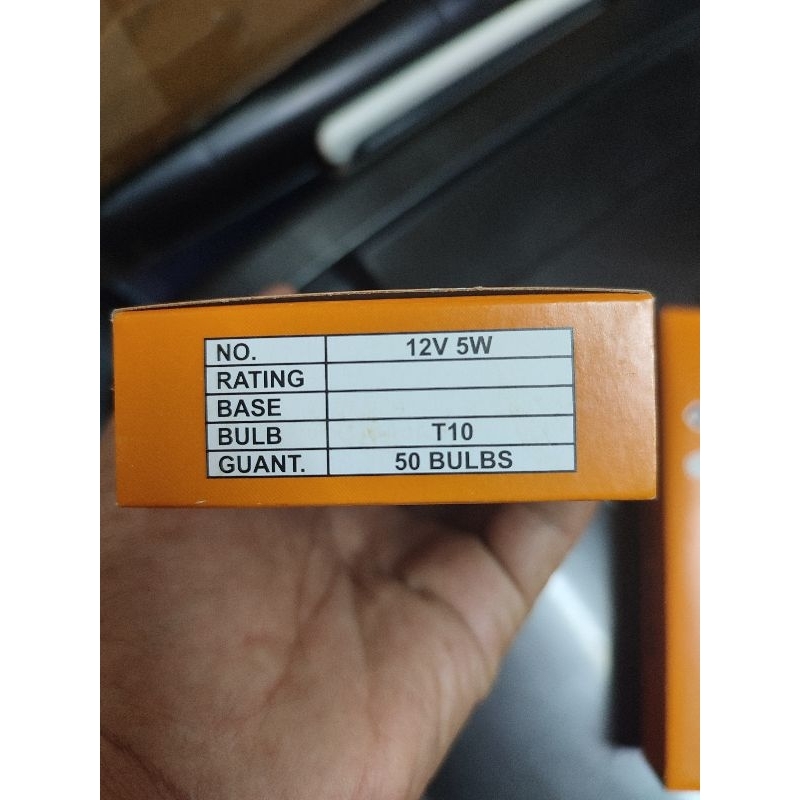 NO. 12V 5W
RATING
BASE
BULB T10
GUANT. 50 BULBS